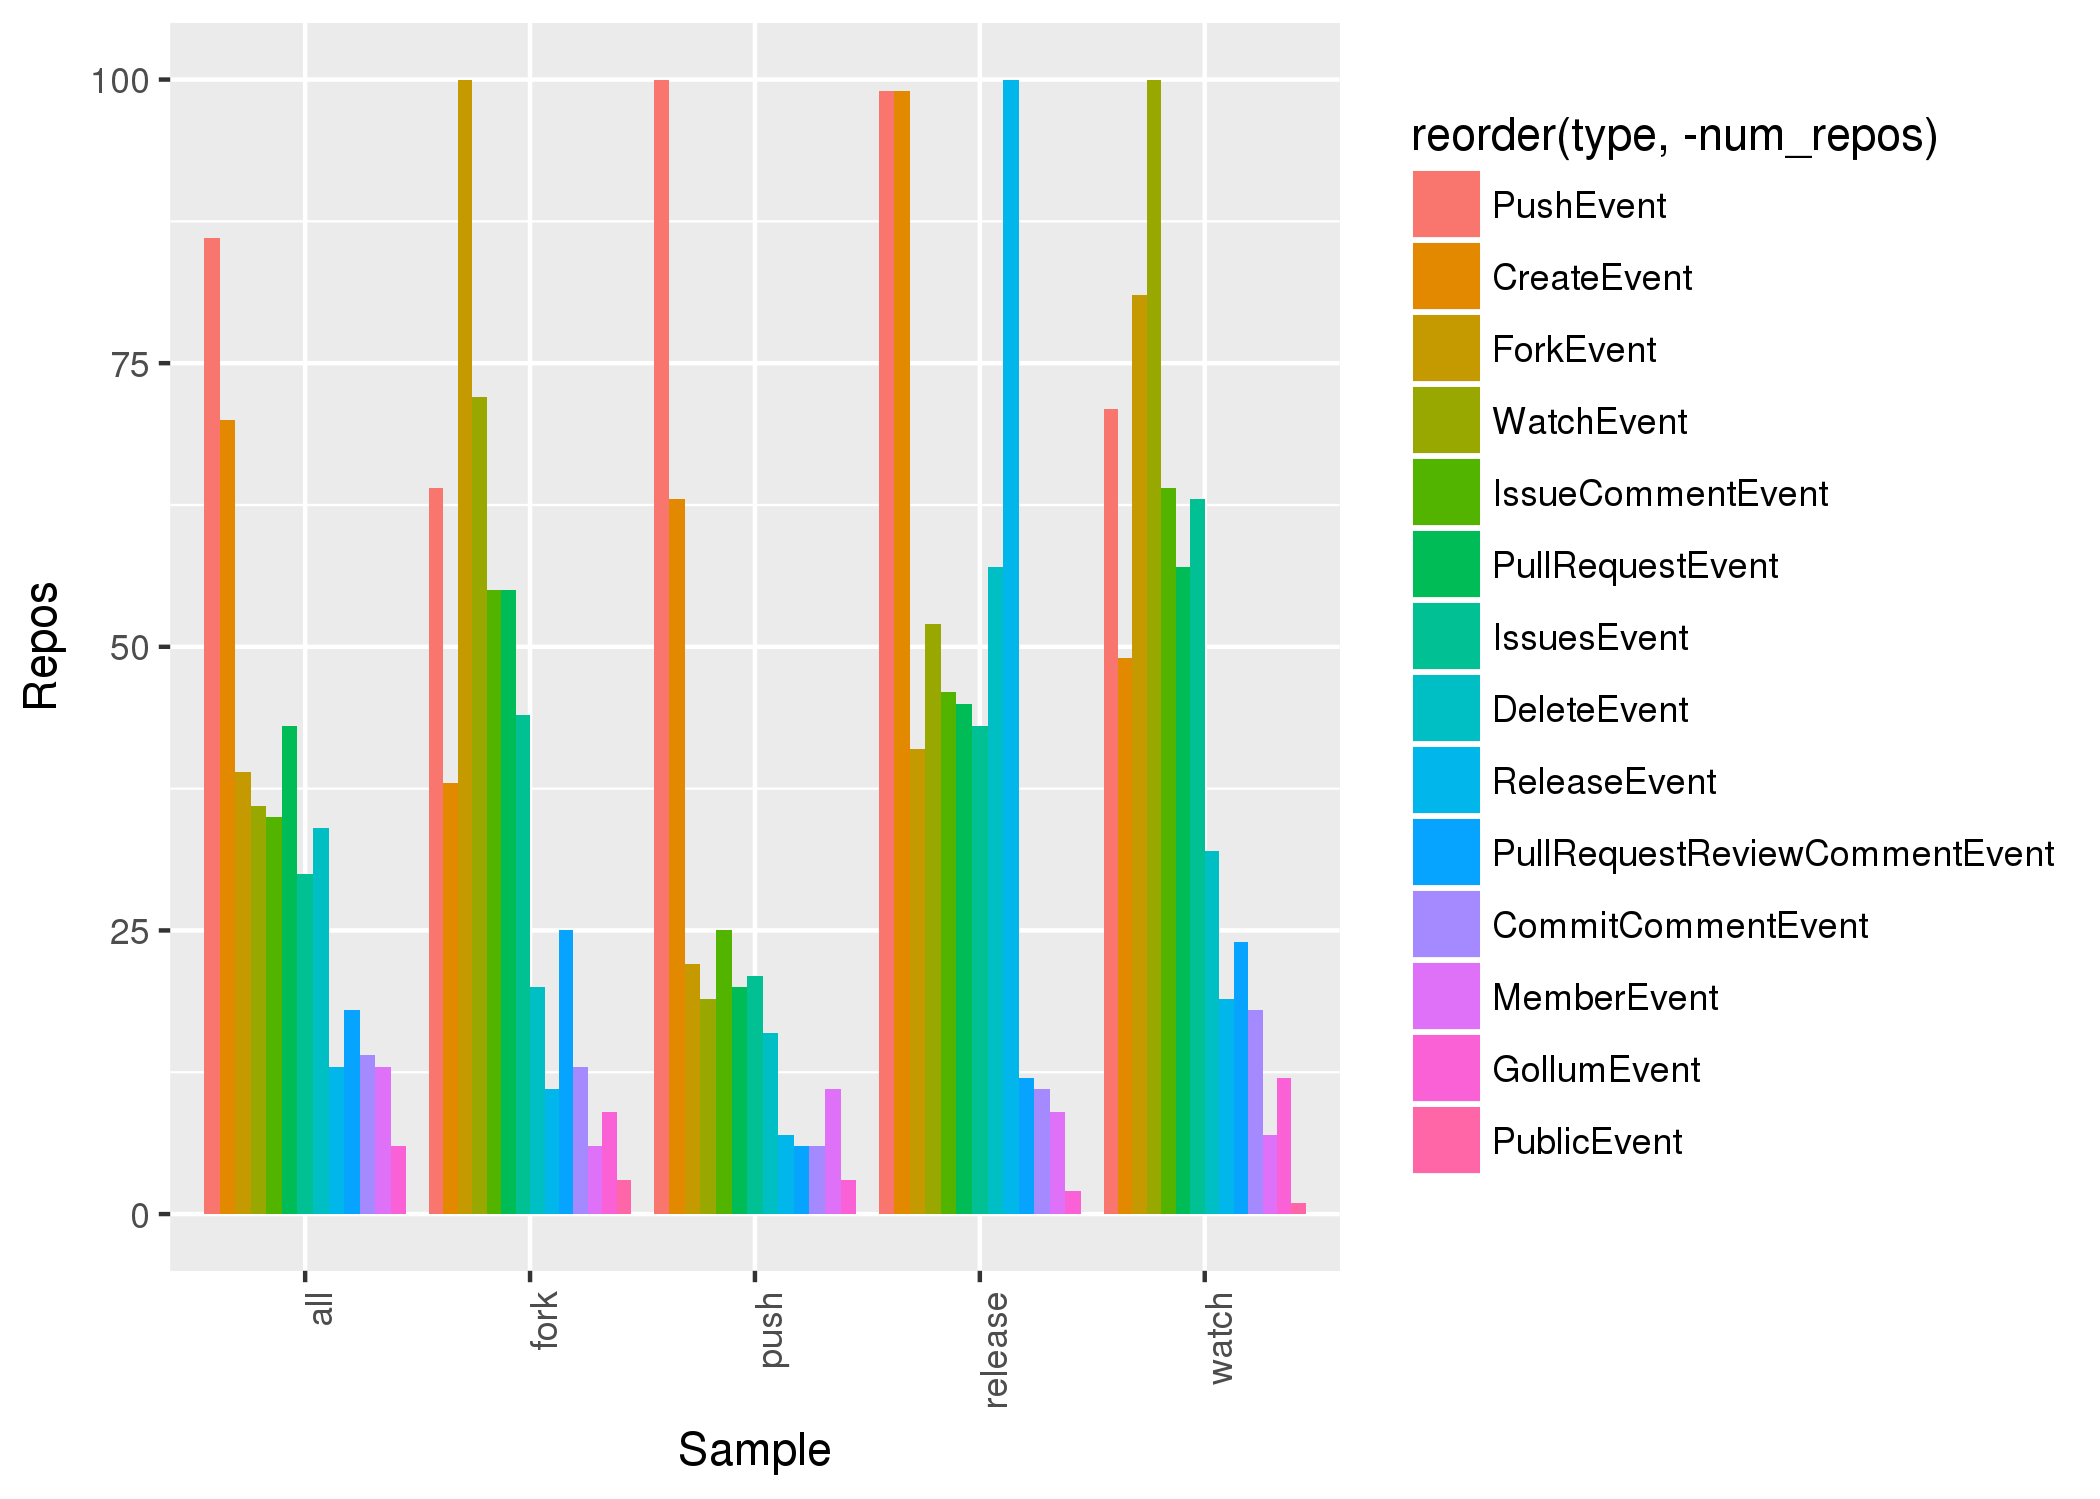 100
75
50
25
0
Repos
all
fork
push
release
watch
Sample
reorder(type, -num_repos)
PushEvent
CreateEvent
ForkEvent
WatchEvent
IssueCommentEvent
PullRequestEvent
IssuesEvent
DeleteEvent
ReleaseEvent
PullRequestReviewCommentEvent
CommitCommentEvent
MemberEvent
GollumEvent
PublicEvent